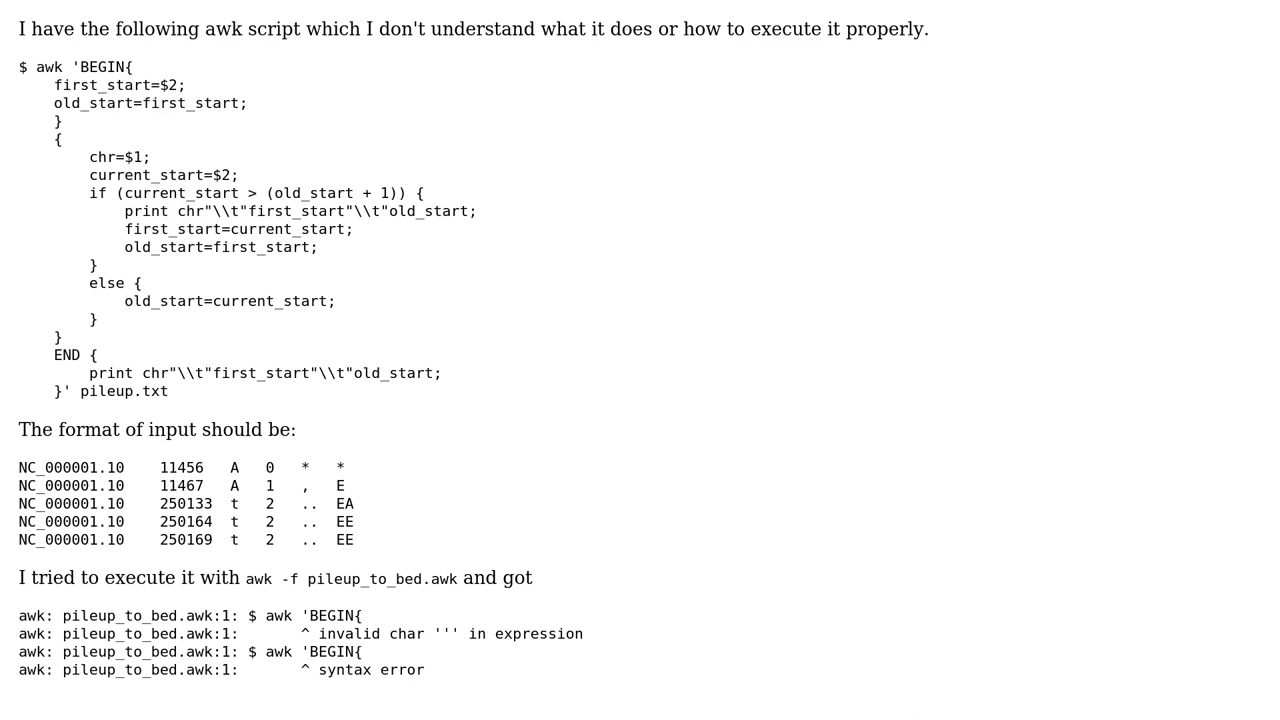 I have the following awk script which I don't understand what it does or how to execute it properly.
$ awk 'BEGIN{
    first_start=$2;
    old_start=first_start;
    }
    {
        chr=$1;
        current_start=$2;
        if (current_start > (old_start + 1)) {
            print chr"\\t"first_start"\\t"old_start;
            first_start=current_start;
            old_start=first_start;
        }
        else {
            old_start=current_start;
        }
    }
    END {
        print chr"\\t"first_start"\\t"old_start;
    }' pileup.txt
The format of input should be:
NC_000001.10    11456   A   0   *   *
NC_000001.10    11467   A   1   ,   E
NC_000001.10    250133  t   2   ..  EA
NC_000001.10    250164  t   2   ..  EE
NC_000001.10    250169  t   2   ..  EE
I tried to execute it with awk -f pileup_to_bed.awk and got
awk: pileup_to_bed.awk:1: $ awk 'BEGIN{
awk: pileup_to_bed.awk:1:       ^ invalid char ''' in expression
awk: pileup_to_bed.awk:1: $ awk 'BEGIN{
awk: pileup_to_bed.awk:1:       ^ syntax error